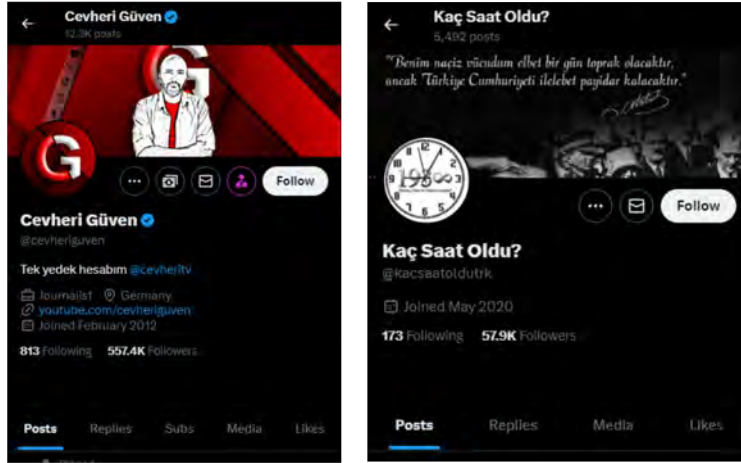 Cevheri Güven
12.3K posts
G
G
Follow
Cevheri Güven
@cevheriguven
Tek yedek hesabım @cevheritv
Journalist Germany
youtube.com/cevheriguven
Joined February 2012
813 Following 557.4K Followers
Posts Replies Subs Media Likes
Kaç Saat Oldu?
5,492 posts
"Benim naçiz vücudum elbet bir gün toprak olacaktır,
ancak Türkiye Cumhuriyeti ilelebet payidar kalacaktır."
Follow
Kaç Saat Oldu?
@kacsaatoldutrk
Joined May 2020
173 Following 57.9K Followers
Posts Replies Media Likes